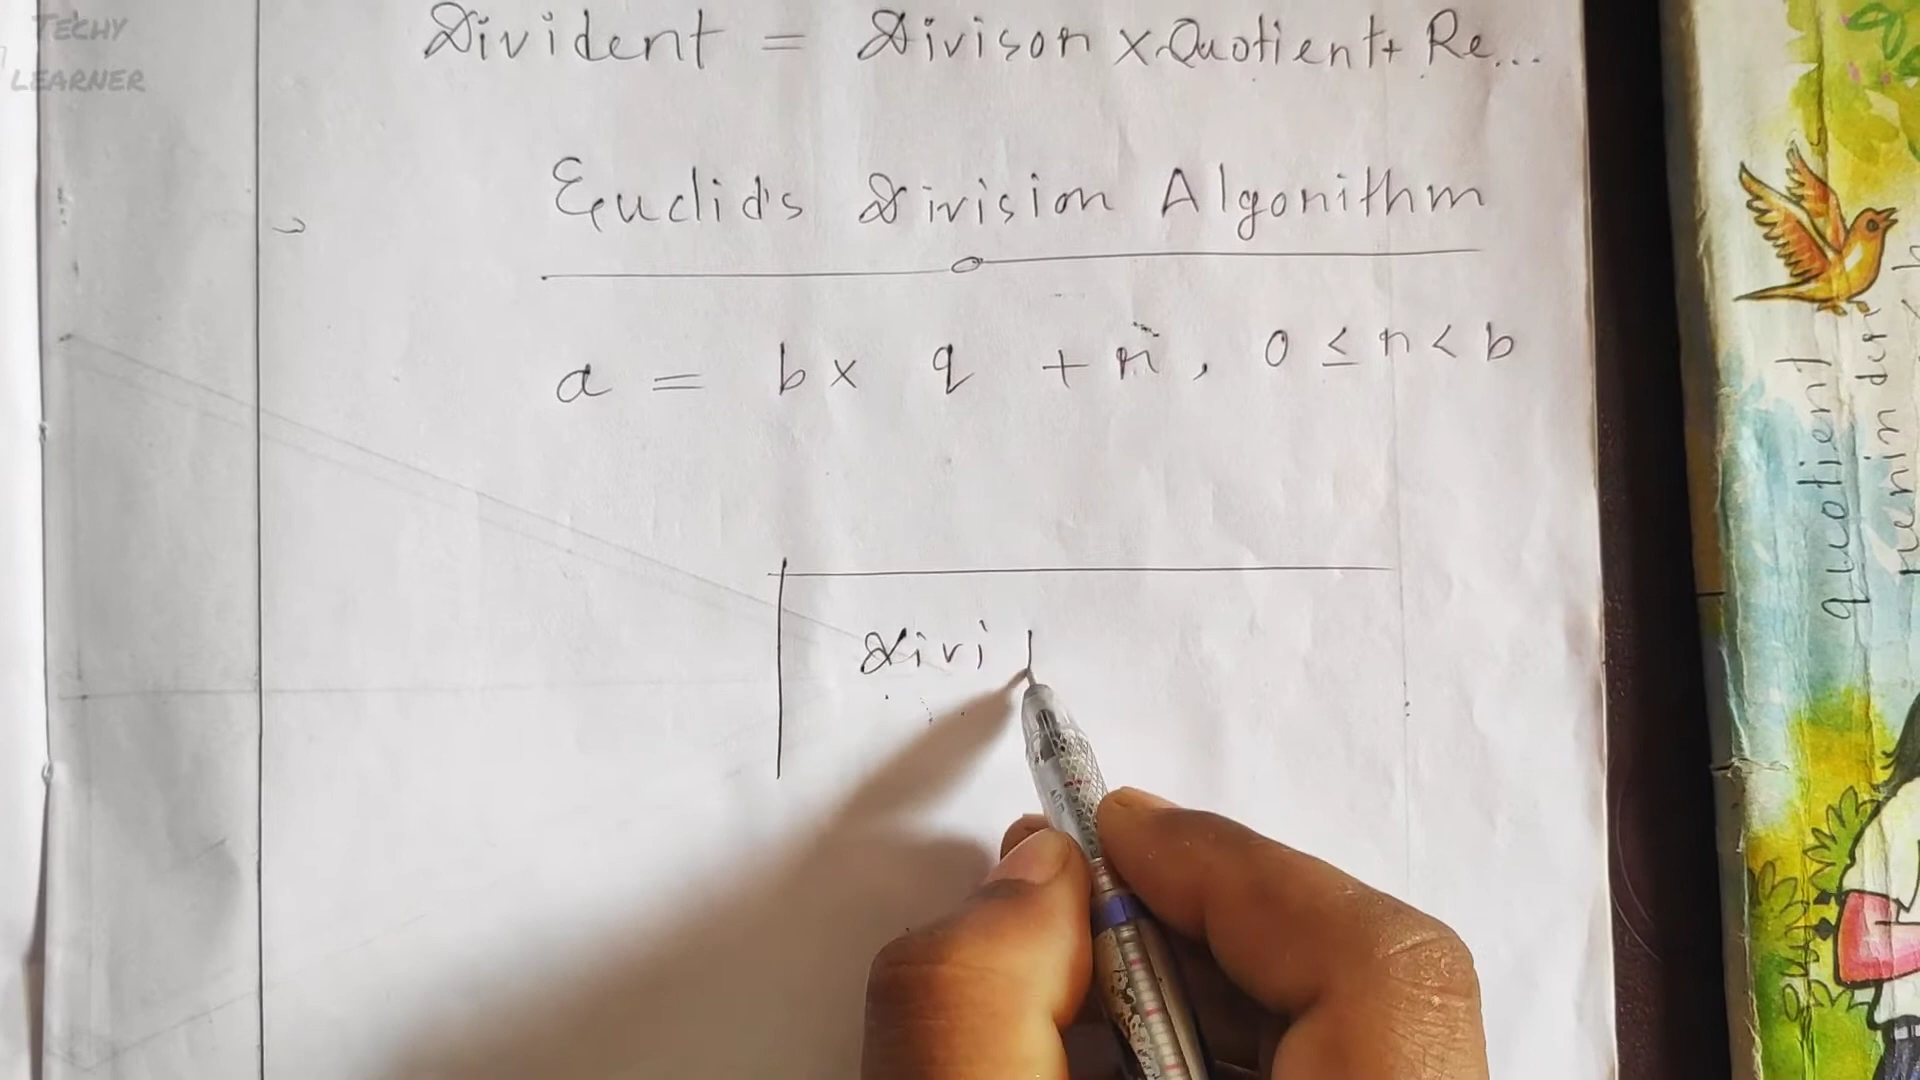 TECHY
LEARNER
Divident = Divison x Quotient + Re...
Euclid's Division Algorithm
a = b x q + r, 0 ≤ r < b
Divi
quotient